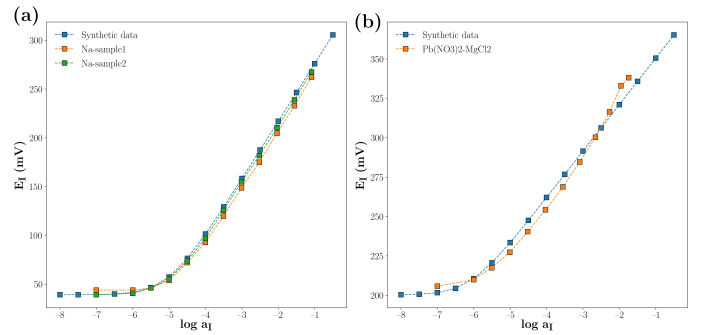 (a)
(b)
Synthetic data
Na-sample1
Na-sample2
E_I (mV)
300
250
200
150
100
50
−8 −7 −6 −5 −4 −3 −2 −1
log a_I
Synthetic data
Pb(NO3)2-MgCl2
E_I (mV)
350
325
300
275
250
225
200
−8 −7 −6 −5 −4 −3 −2 −1
log a_I